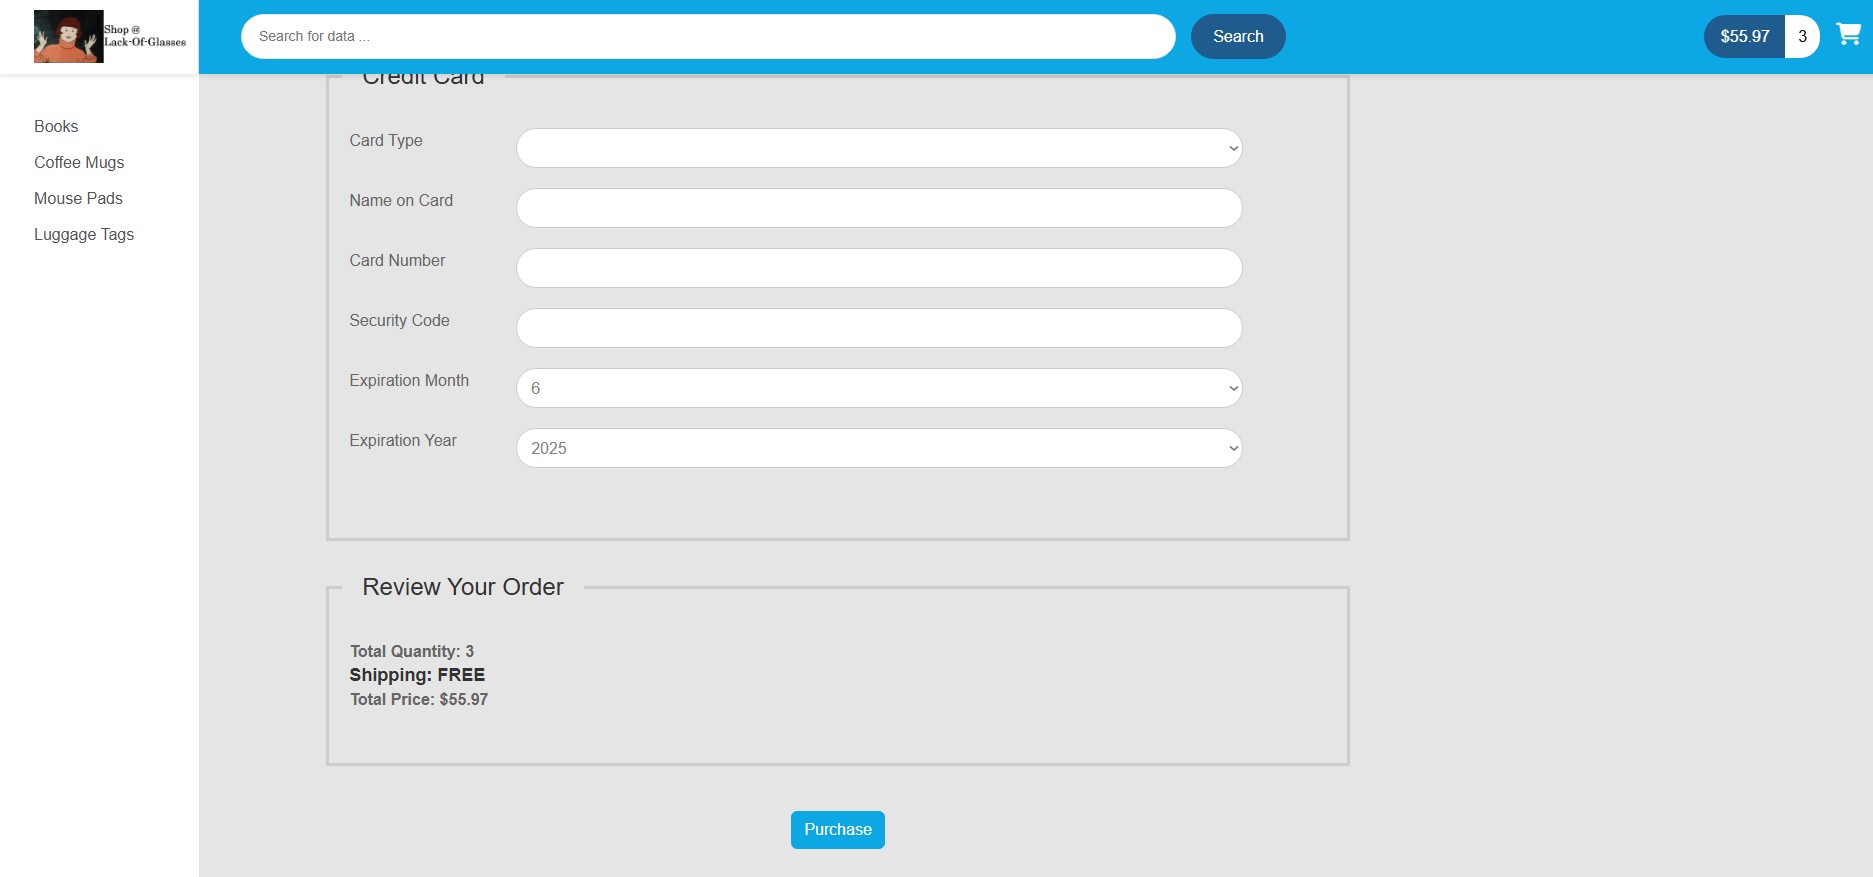 Shop @
Lack-Of-Glasses
Search for data ...
Search
$55.97
3
Books
Coffee Mugs
Mouse Pads
Luggage Tags
Credit Card
Card Type
Name on Card
Card Number
Security Code
Expiration Month
6
Expiration Year
2025
Review Your Order
Total Quantity: 3
Shipping: FREE
Total Price: $55.97
Purchase